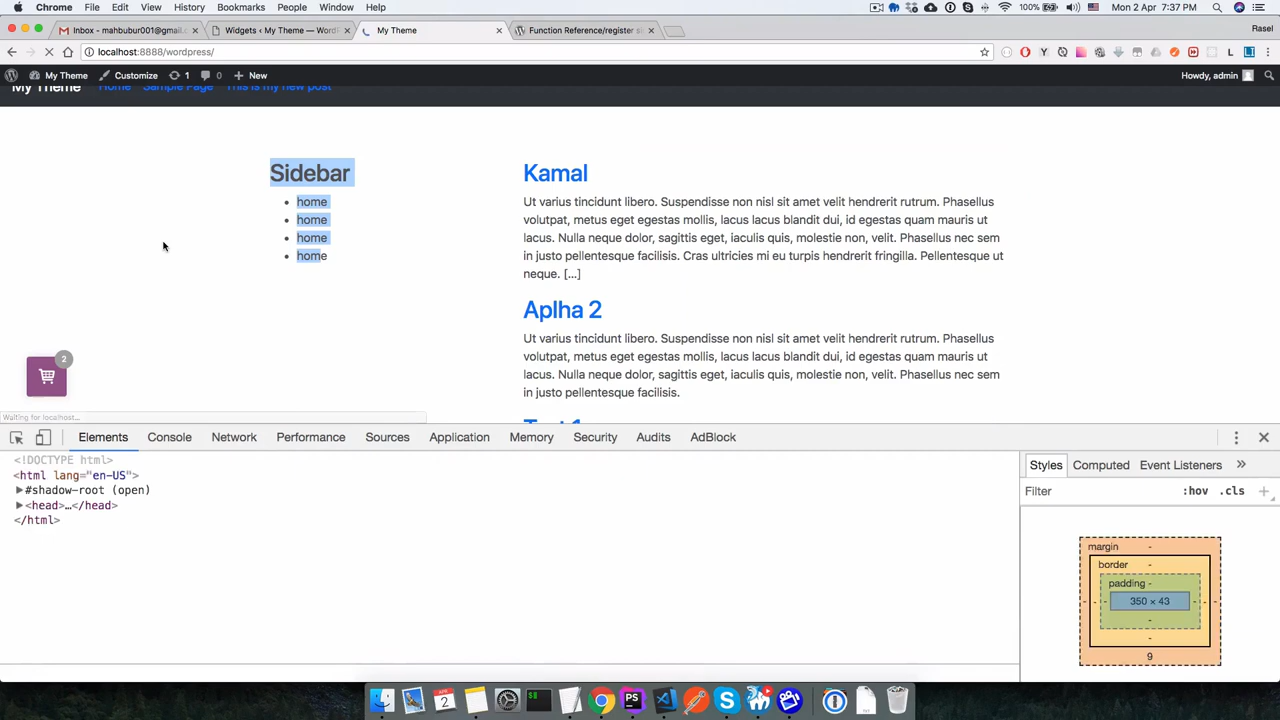 Chrome File Edit View History Bookmarks People Window Help 100% Mon 2 Apr 7:37 PM
Inbox - mahbubur001@gmail.c Widgets ‹ My Theme — WordP My Theme Function Reference/register si Rasel
localhost:8888/wordpress/
My Theme Customize 1 0 New Howdy, admin
My Theme Home Sample Page This is my new post
Sidebar
home
home
home
home
Kamal
Ut varius tincidunt libero. Suspendisse non nisl sit amet velit hendrerit rutrum. Phasellus
volutpat, metus eget egestas mollis, lacus lacus blandit dui, id egestas quam mauris ut
lacus. Nulla neque dolor, sagittis eget, iaculis quis, molestie non, velit. Phasellus nec sem
in justo pellentesque facilisis. Cras ultricies mi eu turpis hendrerit fringilla. Pellentesque ut
neque. [...]
Aplha 2
Ut varius tincidunt libero. Suspendisse non nisl sit amet velit hendrerit rutrum. Phasellus
volutpat, metus eget egestas mollis, lacus lacus blandit dui, id egestas quam mauris ut
lacus. Nulla neque dolor, sagittis eget, iaculis quis, molestie non, velit. Phasellus nec sem
in justo pellentesque facilisis.
2
Waiting for localhost...
Elements Console Network Performance Sources Application Memory Security Audits AdBlock
<!DOCTYPE html>
<html lang="en-US">
#shadow-root (open)
<head>…</head>
</html>
Styles Computed Event Listeners »
Filter :hov .cls +
margin -
border -
padding -
- - - 350 × 43 - - -
-
-
9